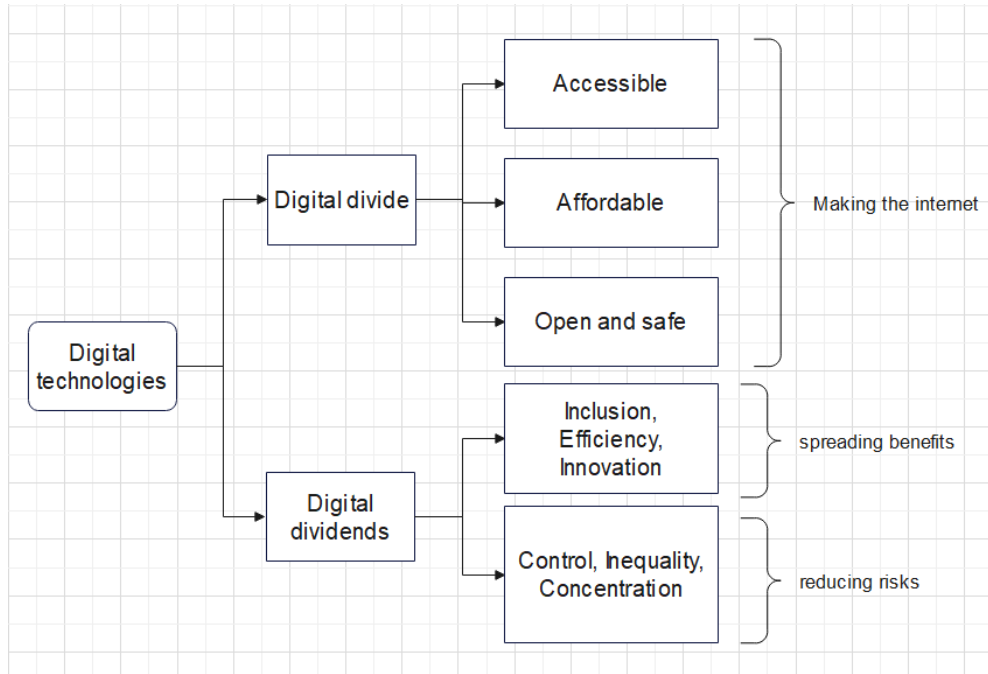 Accessible
Digital divide
Affordable
Making the internet
Open and safe
Digital
technologies
Inclusion,
Efficiency,
Innovation
spreading benefits
Digital
dividends
Control, Inequality,
Concentration
reducing risks